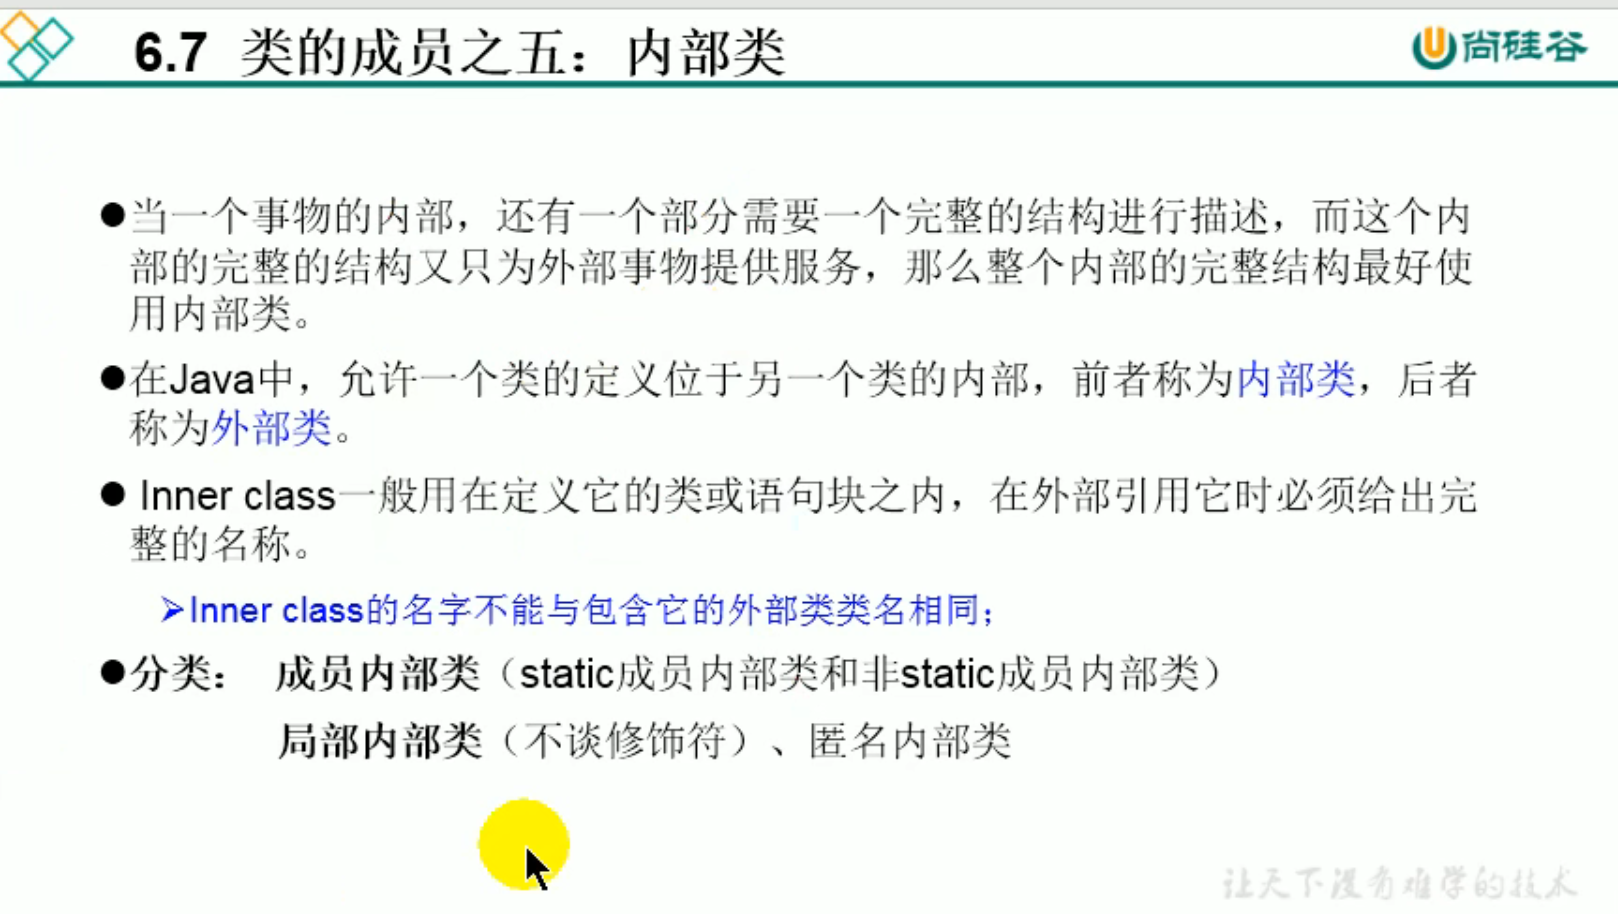 6.7 类的成员之五：内部类
尚硅谷
●当一个事物的内部，还有一个部分需要一个完整的结构进行描述，而这个内
部的完整的结构又只为外部事物提供服务，那么整个内部的完整结构最好使
用内部类。
●在Java中，允许一个类的定义位于另一个类的内部，前者称为内部类，后者
称为外部类。
● Inner class一般用在定义它的类或语句块之内，在外部引用它时必须给出完
整的名称。
➢Inner class的名字不能与包含它的外部类类名相同；
●分类： 成员内部类（static成员内部类和非static成员内部类）
局部内部类（不谈修饰符）、匿名内部类
让天下没有难学的技术